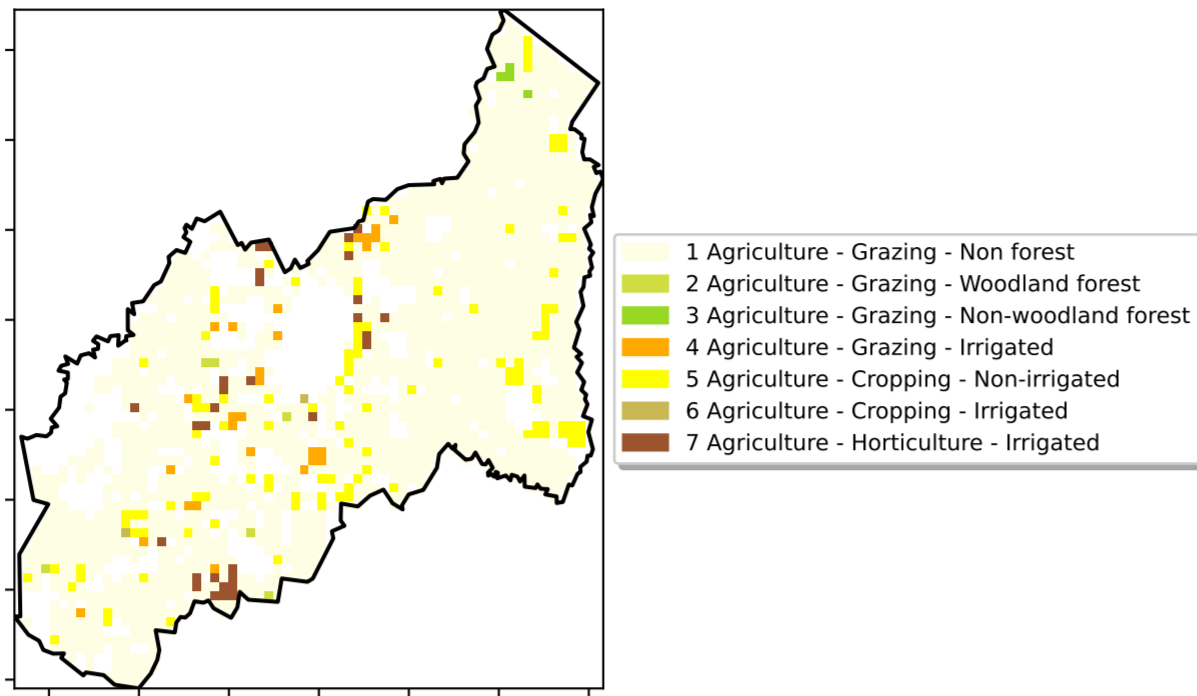 1 Agriculture - Grazing - Non forest
2 Agriculture - Grazing - Woodland forest
3 Agriculture - Grazing - Non-woodland forest
4 Agriculture - Grazing - Irrigated
5 Agriculture - Cropping - Non-irrigated
6 Agriculture - Cropping - Irrigated
7 Agriculture - Horticulture - Irrigated